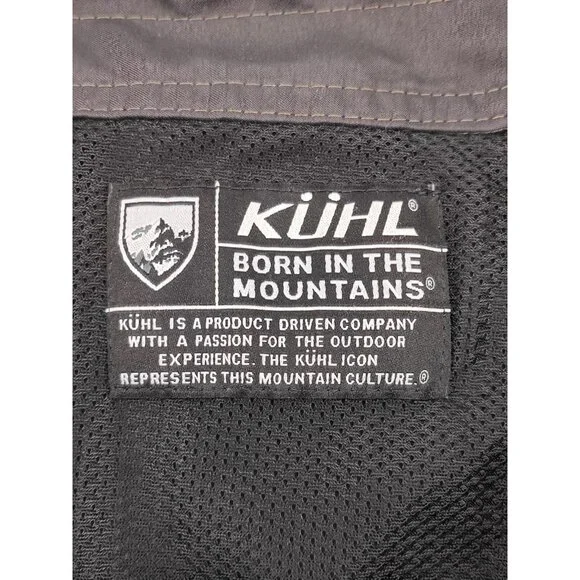 KÜHL®
BORN IN THE
MOUNTAINS®
KÜHL IS A PRODUCT DRIVEN COMPANY
WITH A PASSION FOR THE OUTDOOR
EXPERIENCE. THE KÜHL ICON
REPRESENTS THIS MOUNTAIN CULTURE.®